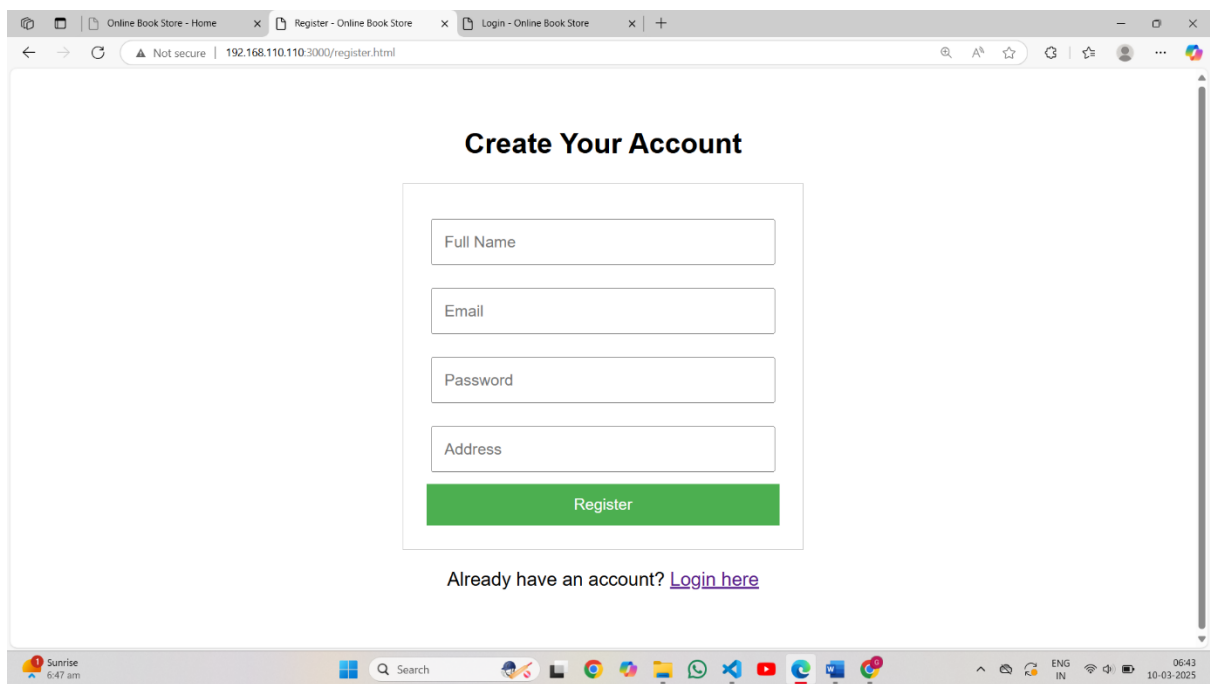 Online Book Store - Home
Register - Online Book Store
Login - Online Book Store
Not secure | 192.168.110.110:3000/register.html
Create Your Account
Full Name
Email
Password
Address
Register
Already have an account? Login here
1
Sunrise
6:47 am
Search
ENG
IN
06:43
10-03-2025